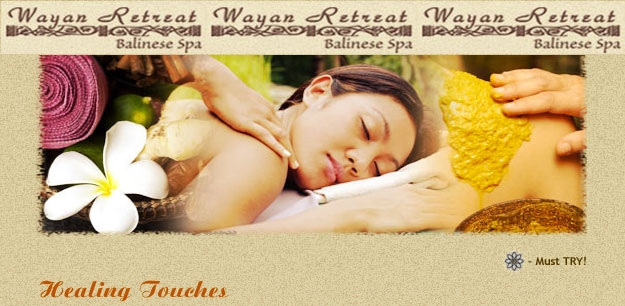 Wayan Retreat Wayan Retreat Wayan Retreat
Balinese Spa Balinese Spa Balinese Spa
- Must TRY!
Healing Touches